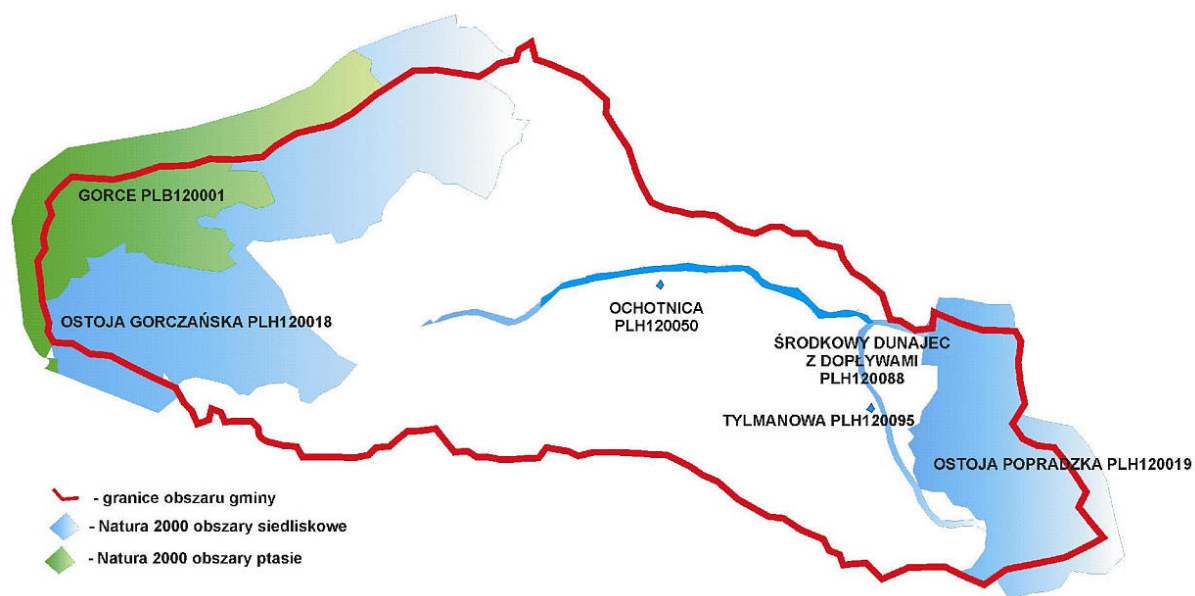 GORCE PLB120001
OSTOJA GORCZAŃSKA PLH120018
OCHOTNICA
PLH120050
ŚRODKOWY DUNAJEC
Z DOPŁYWAMI
PLH120088
TYLMANOWA PLH120095
OSTOJA POPRADZKA PLH120019
- granice obszaru gminy
- Natura 2000 obszary siedliskowe
- Natura 2000 obszary ptasie